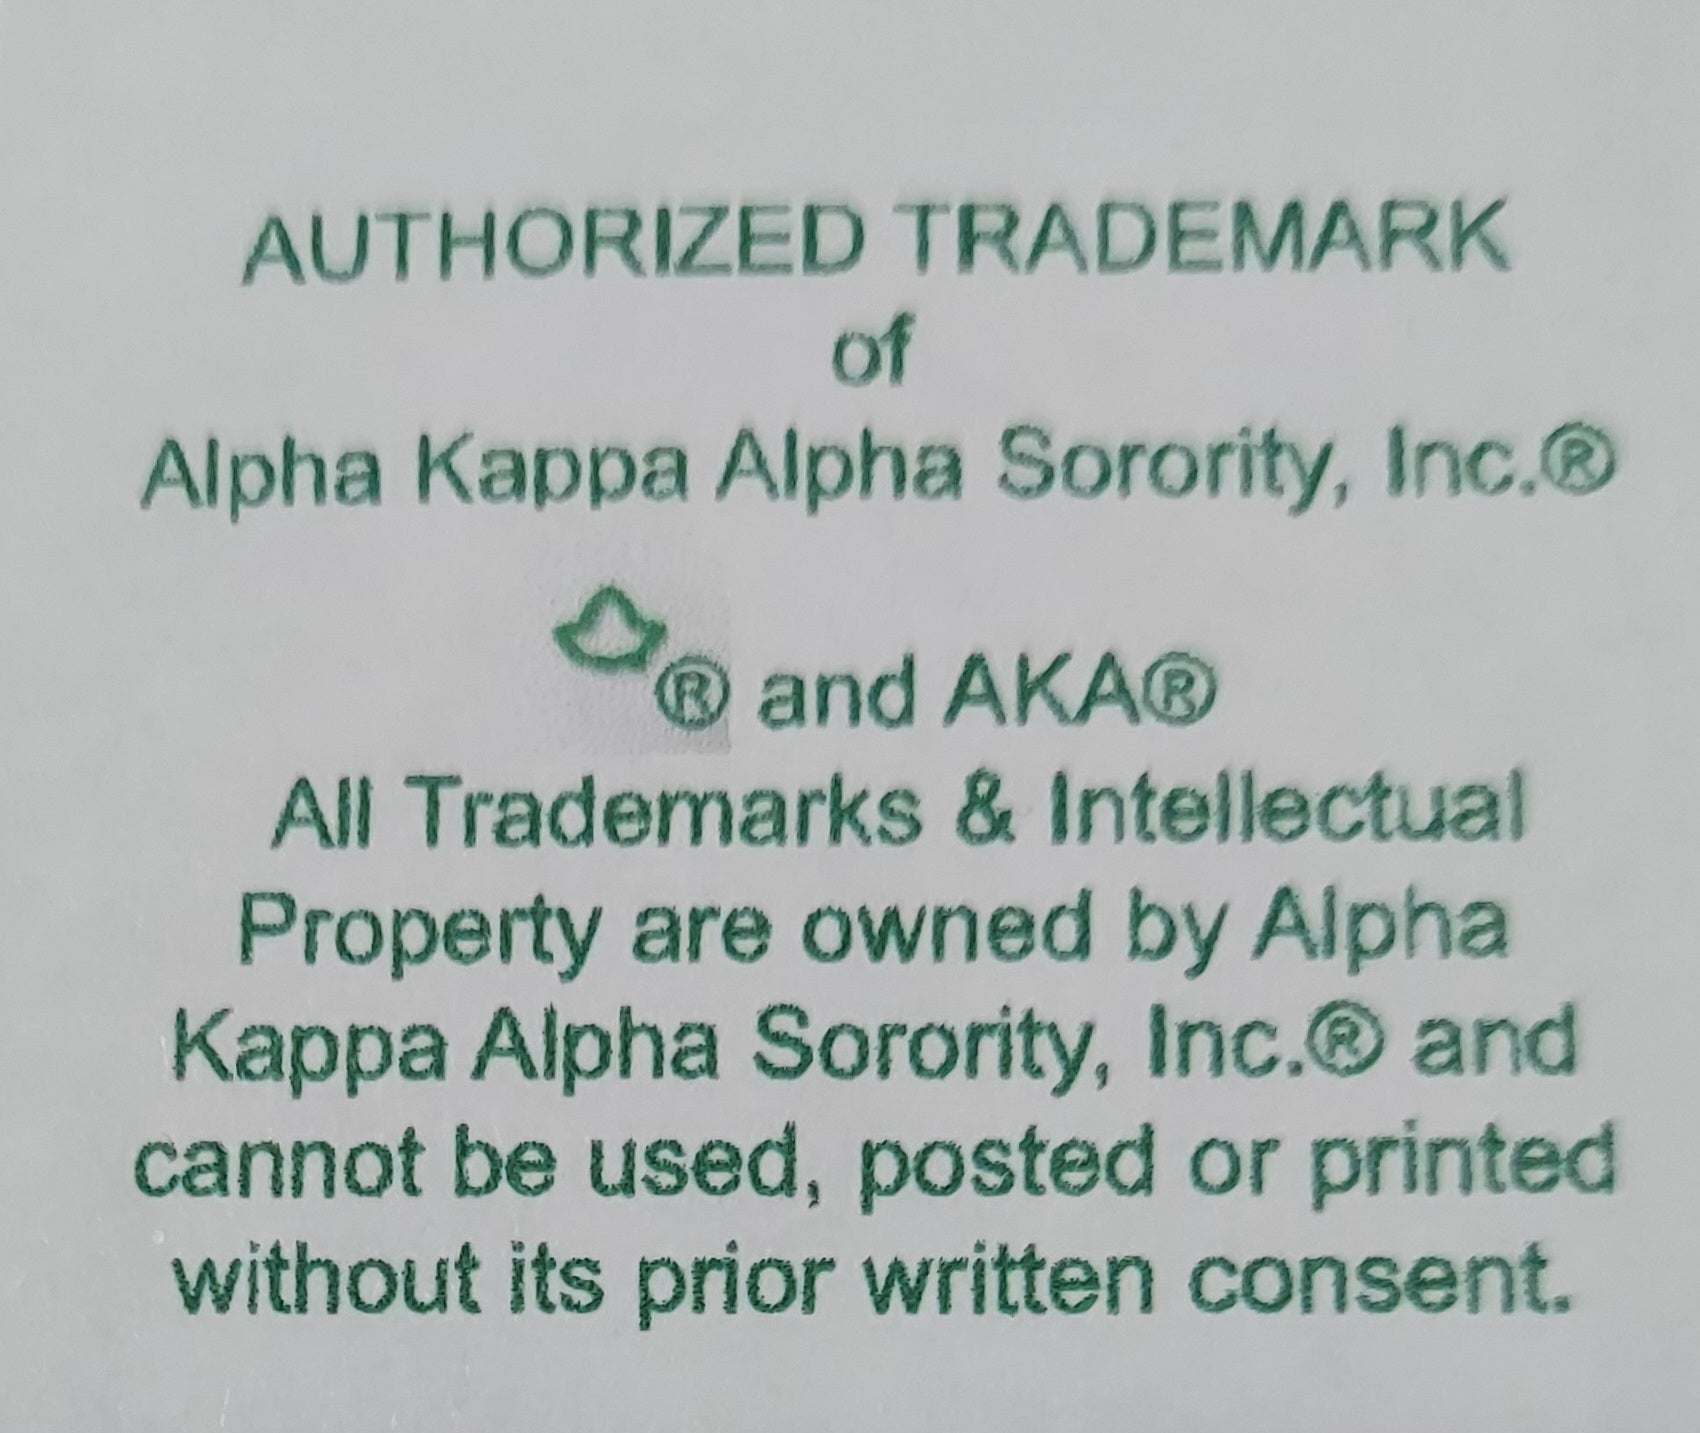 AUTHORIZED TRADEMARK
of
Alpha Kappa Alpha Sorority, Inc.®
® and AKA®
All Trademarks & Intellectual
Property are owned by Alpha
Kappa Alpha Sorority, Inc.® and
cannot be used, posted or printed
without its prior written consent.